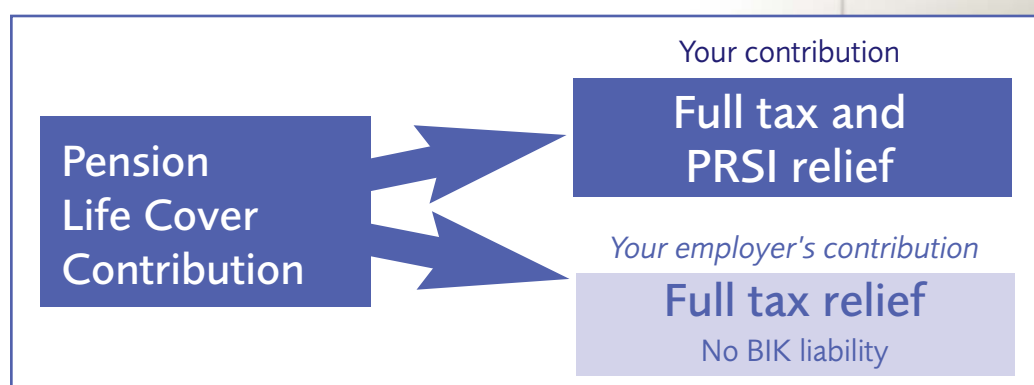 Pension
Life Cover
Contribution
Your contribution
Full tax and
PRSI relief
Your employer's contribution
Full tax relief
No BIK liability